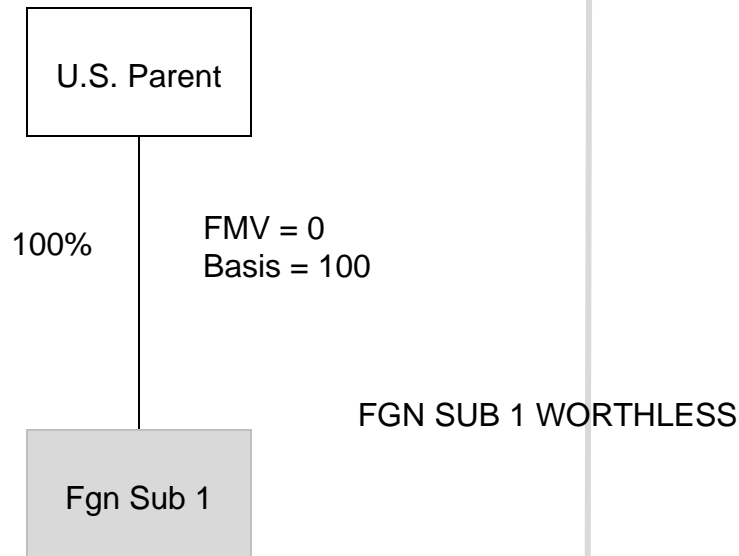 U.S. Parent
100%
FMV = 0
Basis = 100
FGN SUB 1 WORTHLESS
Fgn Sub 1